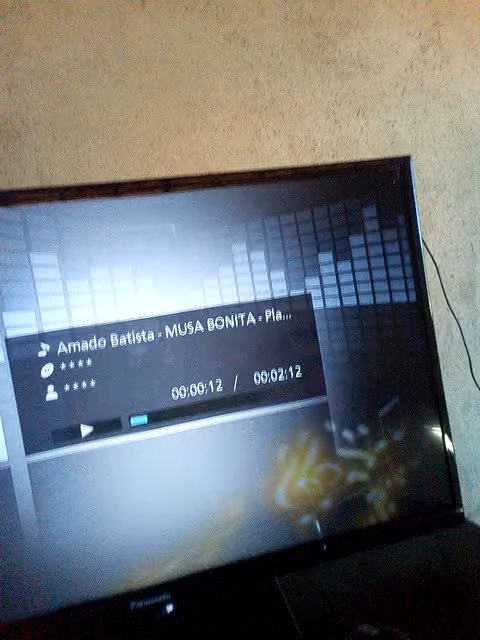 Amado Batista - MUSA BONITA - Pla...
****
****
00:00:12 / 00:02:12
Panasonic